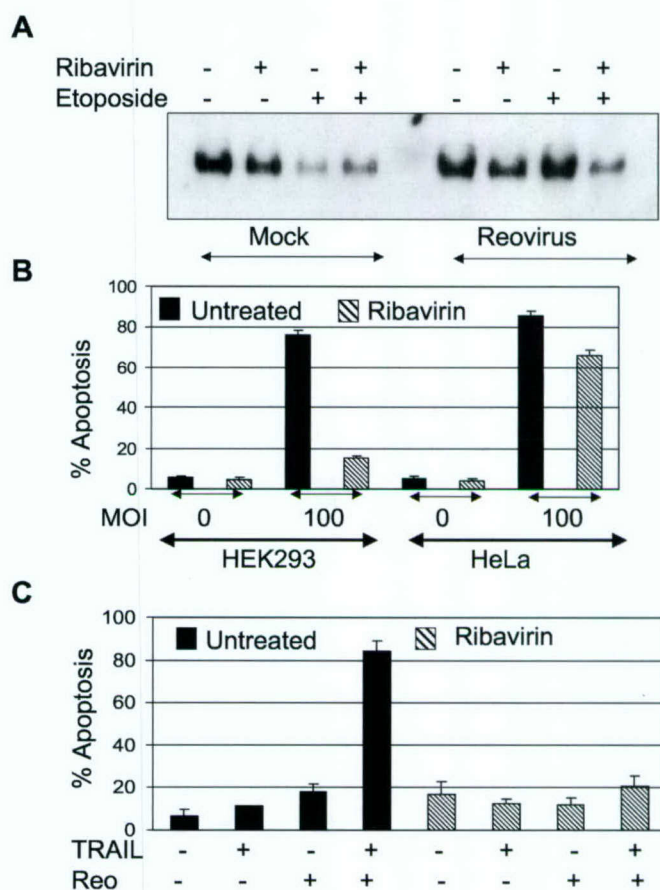 A
Ribavirin - + - + - + - +
Etoposide - - + + - - + +
Mock Reovirus
B
100
Untreated Ribavirin
80
60
40
20
0
% Apoptosis
MOI 0 100 0 100
HEK293 HeLa
C
100
Untreated Ribavirin
80
60
40
20
0
% Apoptosis
TRAIL - + - + - + - +
Reo - - + + - - + +